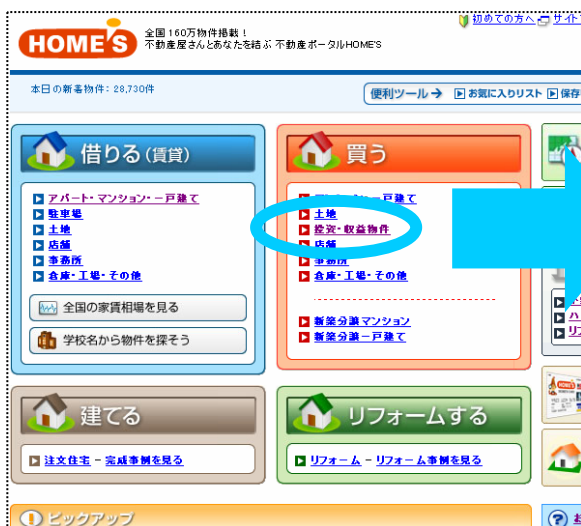 初めての方へ サイト
HOME'S
全国160万物件掲載！
不動産屋さんとあなたを結ぶ 不動産ポータルHOME'S
本日の新着物件：28,730件
便利ツール→ お気に入りリスト 保存
借りる（賃貸）
アパート・マンション・一戸建て
駐車場
土地
店舗
事務所
倉庫・工場・その他
全国の家賃相場を見る
学校名から物件を探そう
買う
一戸建て
土地
投資・収益物件
店舗
事務所
倉庫・工場・その他
新築分譲マンション
新築分譲一戸建て
建てる
注文住宅 - 完成事例を見る
リフォームする
リフォーム - リフォーム事例を見る
ピックアップ